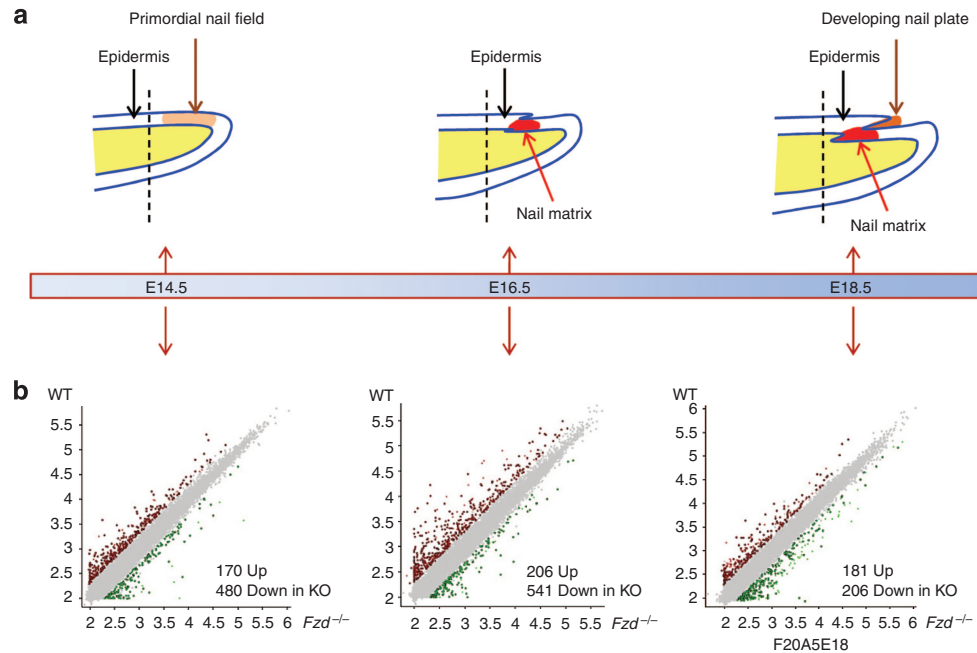 a
Primordial nail field
Developing nail plate
Epidermis
Epidermis
Epidermis
Nail matrix
Nail matrix
E14.5
E16.5
E18.5
b
WT
5.5
5
4.5
4
3.5
3
2.5
2
170 Up
480 Down in KO
2 2.5 3 3.5 4 4.5 5 5.5 6 Fzd⁻/⁻
WT
5.5
5
4.5
4
3.5
3
2.5
2
206 Up
541 Down in KO
2 2.5 3 3.5 4 4.5 5 5.5 Fzd⁻/⁻
WT
6
5.5
5
4.5
4
3.5
3
2.5
2
181 Up
206 Down in KO
2 2.5 3 3.5 4 4.5 5 5.5 6 Fzd⁻/⁻
F20A5E18